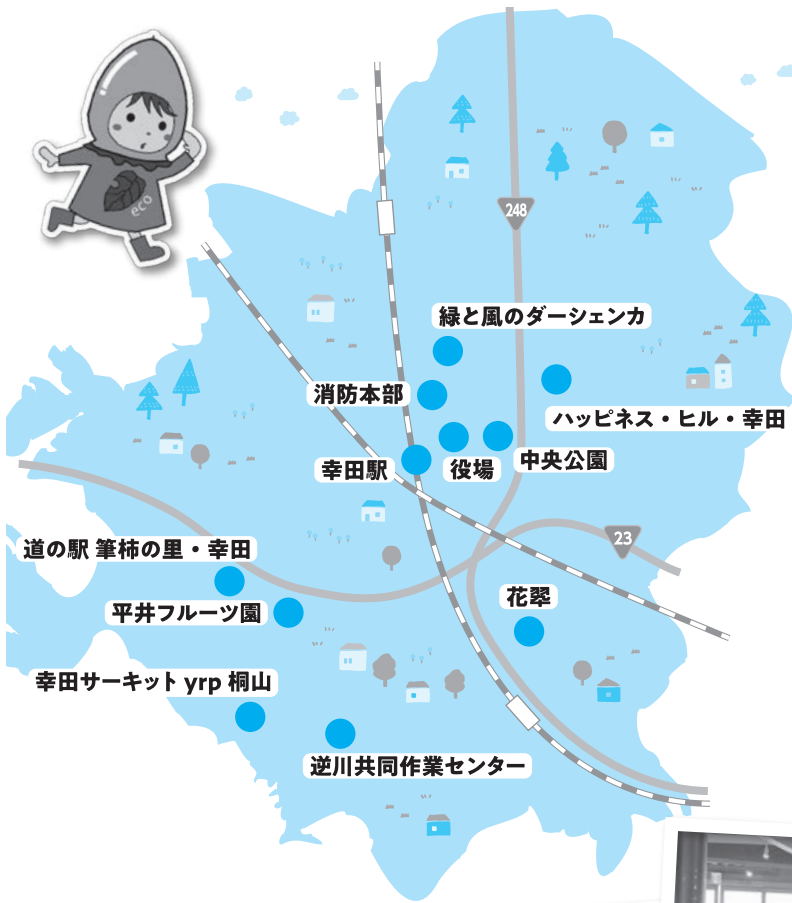 eco
248
緑と風のダーシェンカ
消防本部
ハッピネス・ヒル・幸田
幸田駅
役場
中央公園
23
道の駅 筆柿の里・幸田
平井フルーツ園
花翠
幸田サーキット yrp 桐山
逆川共同作業センター